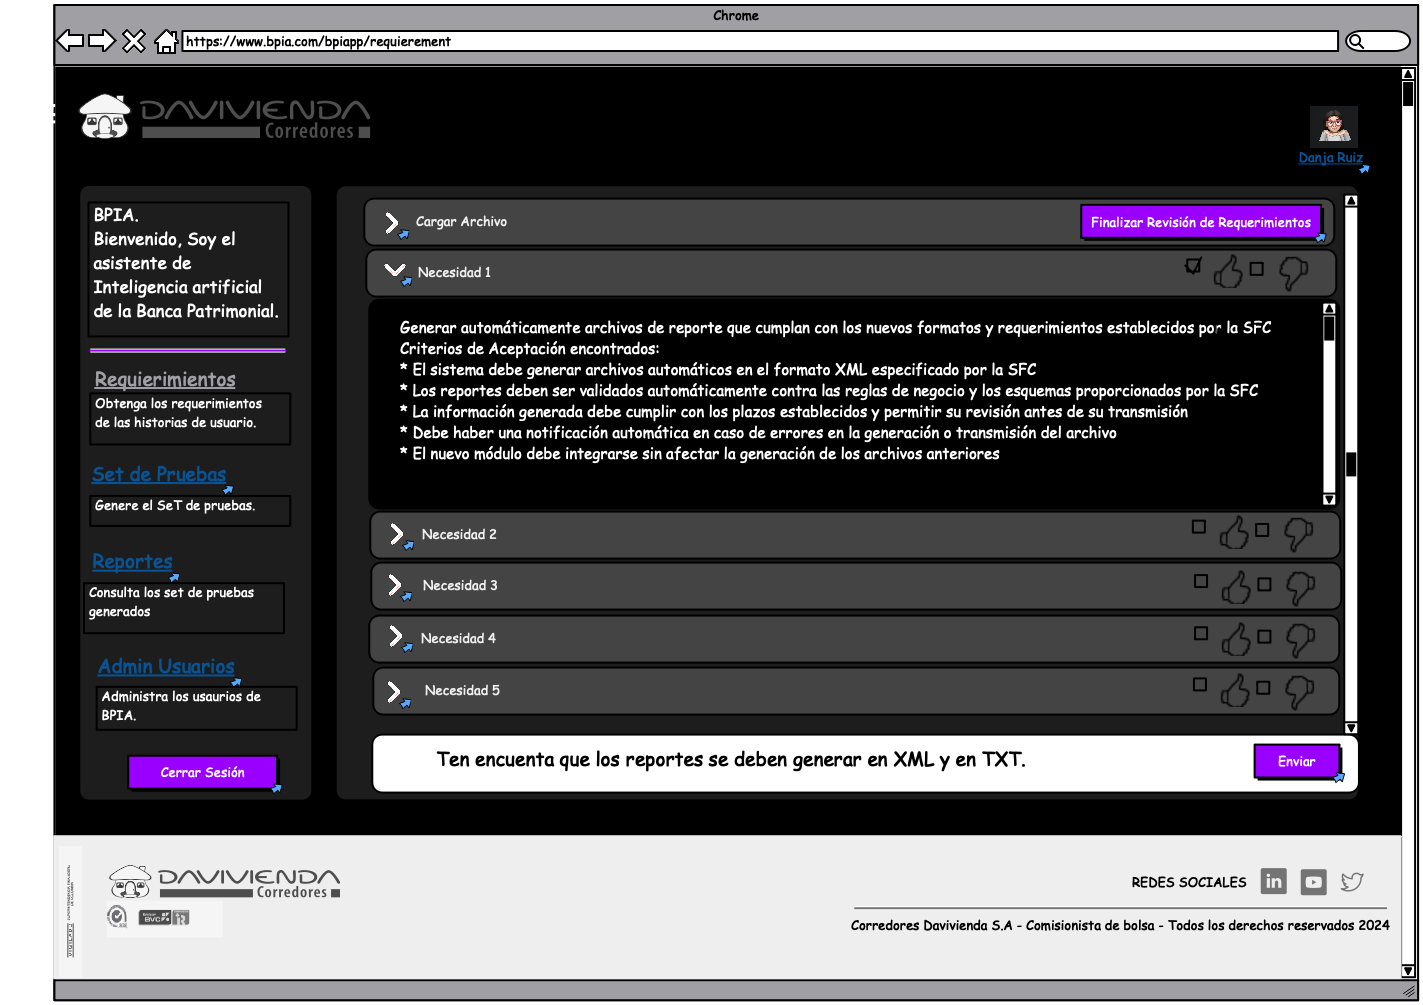 Chrome
https://www.bpia.com/bpiapp/requierement
DAVIVIENDA
Corredores
Danja Ruiz
BPIA.
Bienvenido, Soy el
asistente de
Inteligencia artificial
de la Banca Patrimonial.
Requierimientos
Obtenga los requerimientos
de las historias de usuario.
Set de Pruebas
Genere el SeT de pruebas.
Reportes
Consulta los set de pruebas
generados
Admin Usuarios
Administra los usaurios de
BPIA.
Cerrar Sesión
Cargar Archivo
Finalizar Revisión de Requerimientos
Necesidad 1
Generar automáticamente archivos de reporte que cumplan con los nuevos formatos y requerimientos establecidos por la SFC
Criterios de Aceptación encontrados:
* El sistema debe generar archivos automáticos en el formato XML especificado por la SFC
* Los reportes deben ser validados automáticamente contra las reglas de negocio y los esquemas proporcionados por la SFC
* La información generada debe cumplir con los plazos establecidos y permitir su revisión antes de su transmisión
* Debe haber una notificación automática en caso de errores en la generación o transmisión del archivo
* El nuevo módulo debe integrarse sin afectar la generación de los archivos anteriores
Necesidad 2
Necesidad 3
Necesidad 4
Necesidad 5
Ten encuenta que los reportes se deben generar en XML y en TXT.
Enviar
VIGILADO
DAVIVIENDA
Corredores
BVC
IR
REDES SOCIALES
in
Corredores Davivienda S.A - Comisionista de bolsa - Todos los derechos reservados 2024